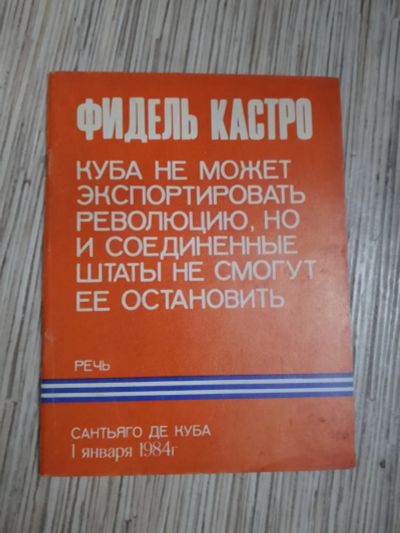 ФИДЕЛЬ КАСТРО
КУБА НЕ МОЖЕТ
ЭКСПОРТИРОВАТЬ
РЕВОЛЮЦИЮ, НО
И СОЕДИНЕННЫЕ
ШТАТЫ НЕ СМОГУТ
ЕЕ ОСТАНОВИТЬ
РЕЧЬ
САНТЬЯГО ДЕ КУБА
1 января 1984г